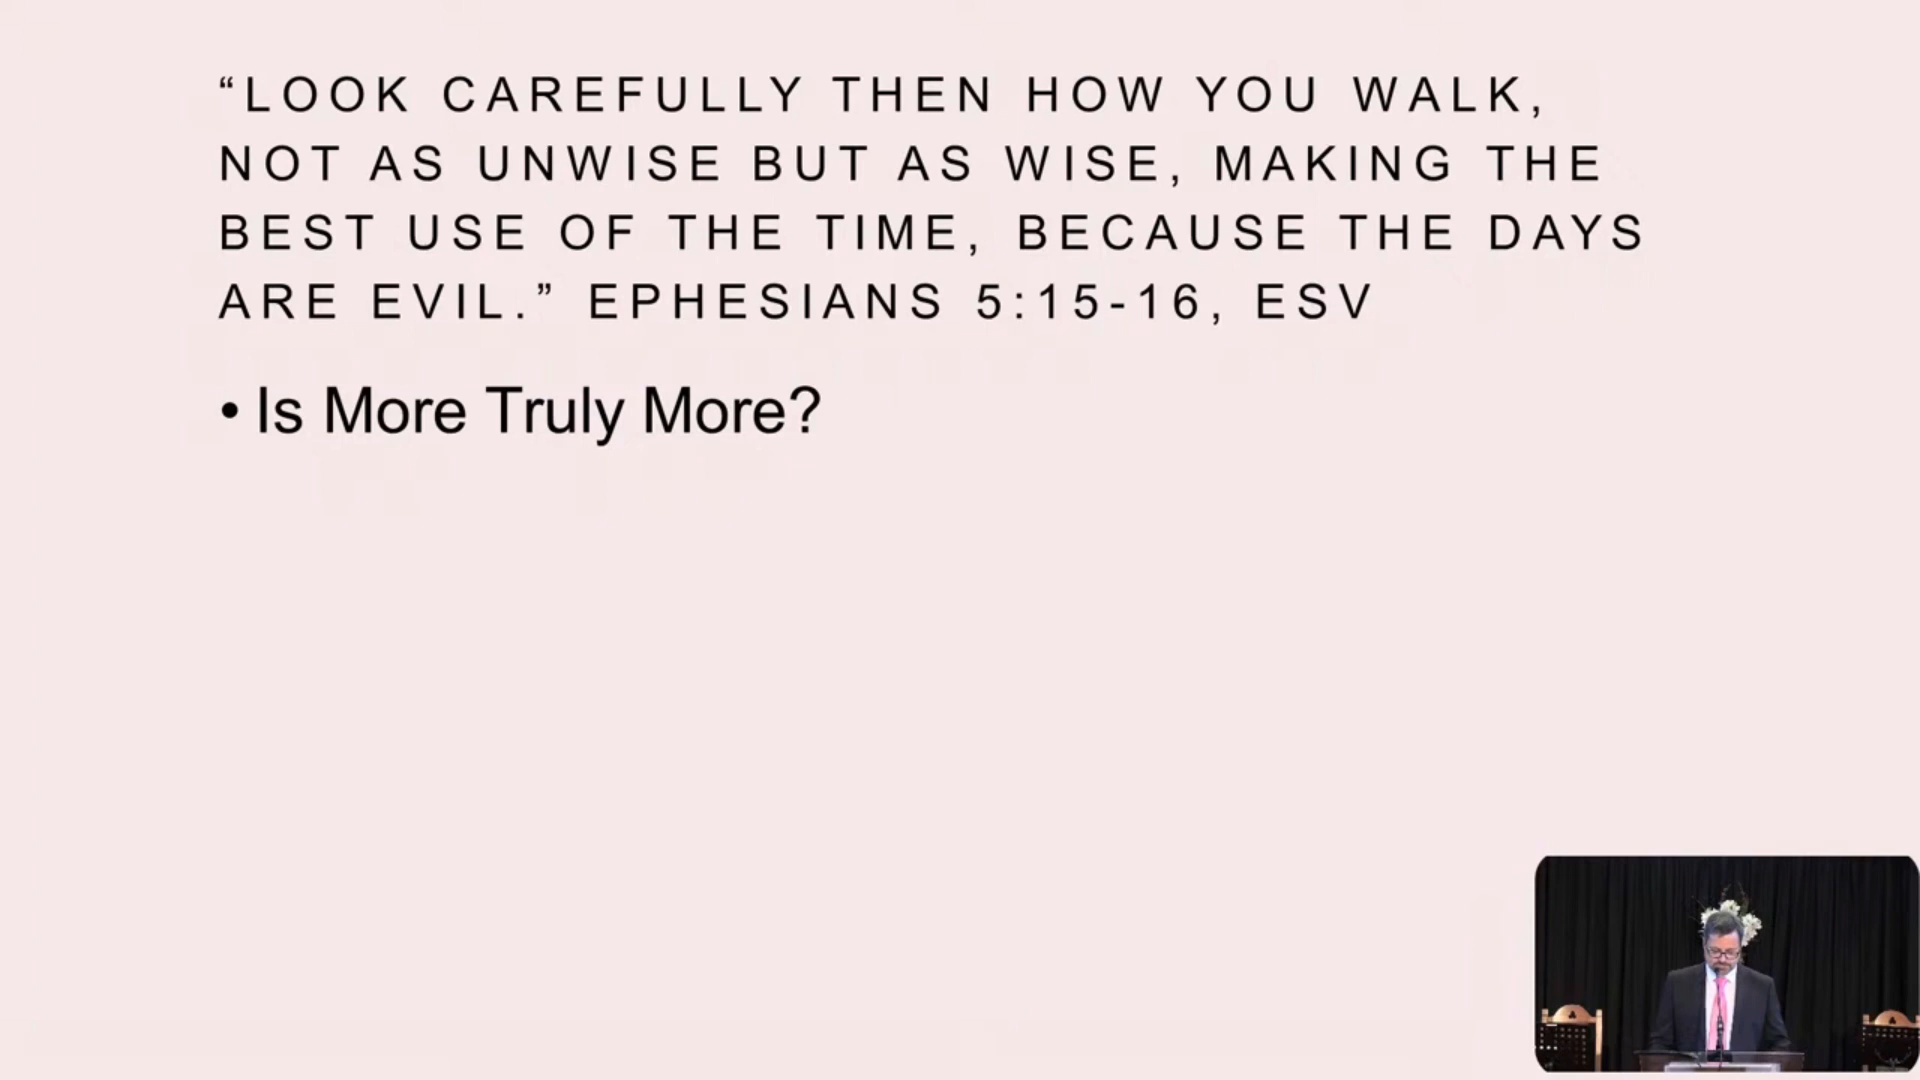 “LOOK CAREFULLY THEN HOW YOU WALK,
NOT AS UNWISE BUT AS WISE, MAKING THE
BEST USE OF THE TIME, BECAUSE THE DAYS
ARE EVIL.” EPHESIANS 5:15-16, ESV
• Is More Truly More?